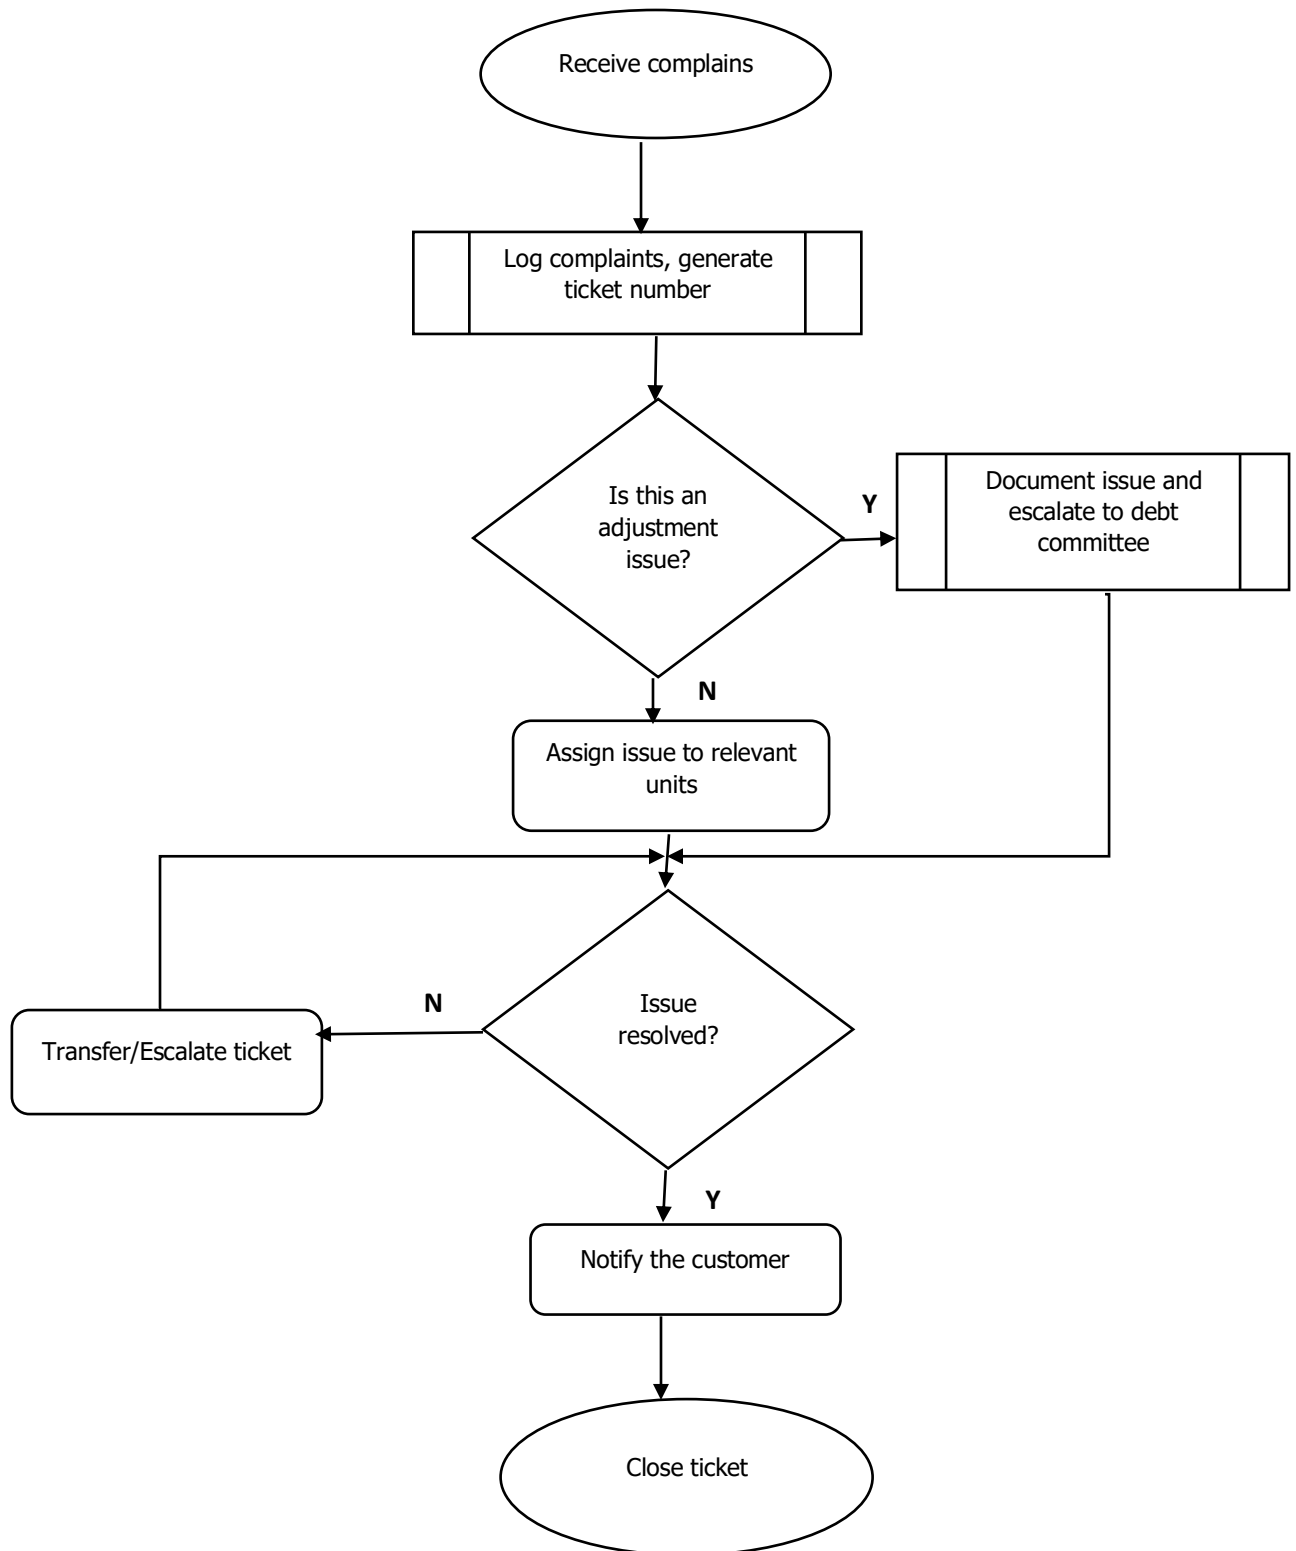 Receive complains
Log complaints, generate
ticket number
Is this an
adjustment
issue?
Y
Document issue and
escalate to debt
committee
N
Assign issue to relevant
units
Issue
resolved?
N
Transfer/Escalate ticket
Y
Notify the customer
Close ticket